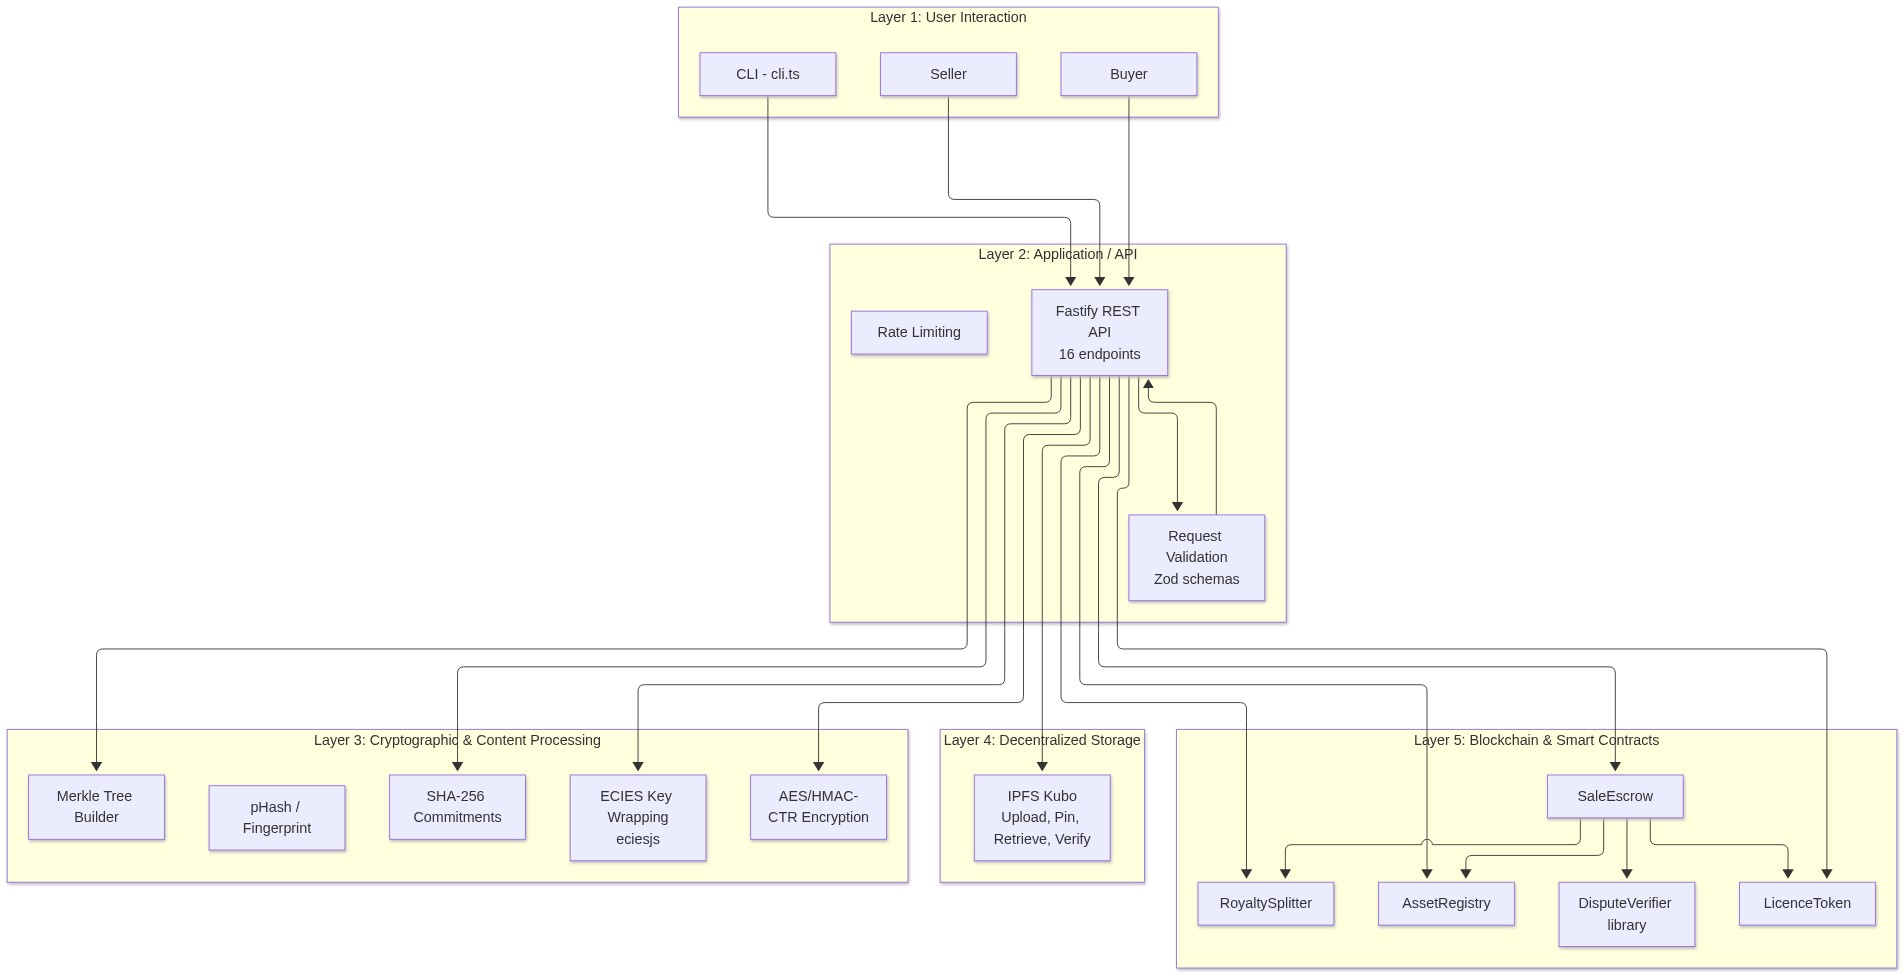 Layer 1: User Interaction
CLI - cli.ts
Seller
Buyer
Layer 2: Application / API
Rate Limiting
Fastify REST
API
16 endpoints
Request
Validation
Zod schemas
Layer 3: Cryptographic & Content Processing
Merkle Tree
Builder
pHash /
Fingerprint
SHA-256
Commitments
ECIES Key
Wrapping
eciesjs
AES/HMAC-
CTR Encryption
Layer 4: Decentralized Storage
IPFS Kubo
Upload, Pin,
Retrieve, Verify
Layer 5: Blockchain & Smart Contracts
SaleEscrow
RoyaltySplitter
AssetRegistry
DisputeVerifier
library
LicenceToken